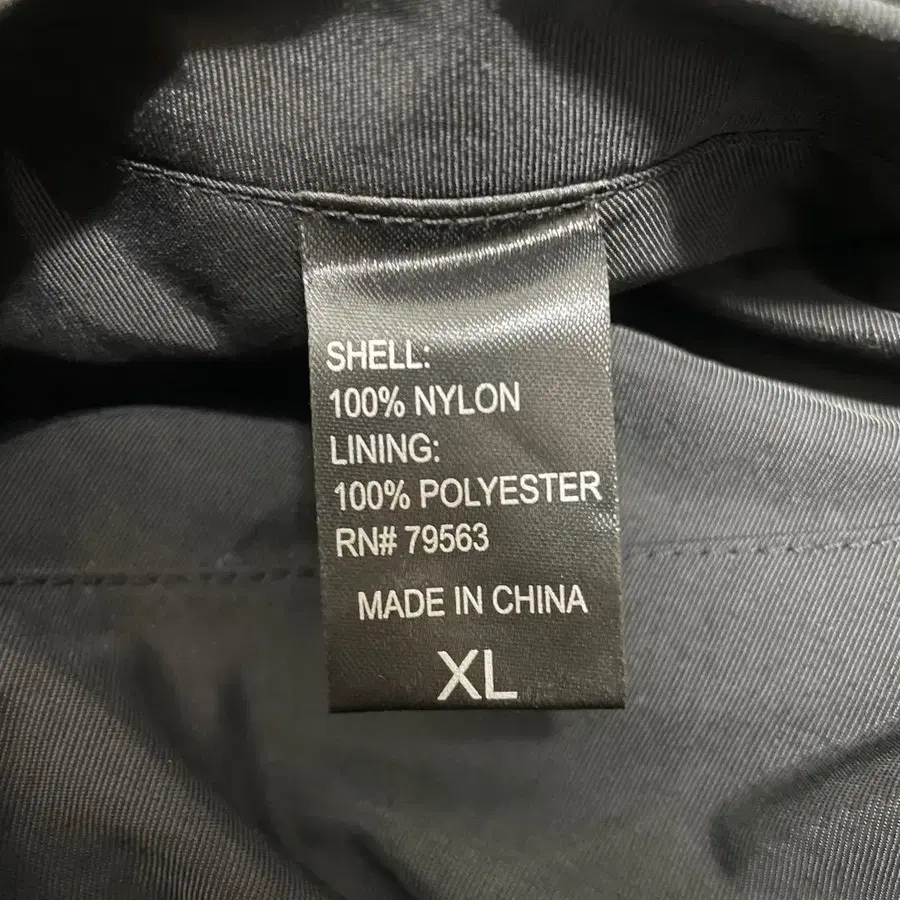 SHELL:
100% NYLON
LINING:
100% POLYESTER
RN# 79563
MADE IN CHINA
XL